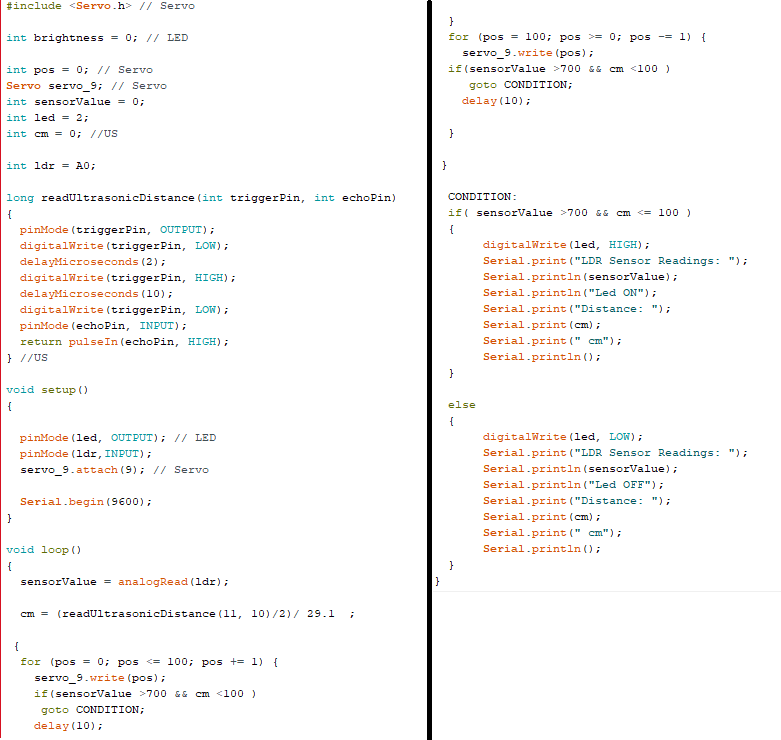 #include <Servo.h> // Servo
int brightness = 0; // LED
int pos = 0; // Servo
Servo servo_9; // Servo
int sensorValue = 0;
int led = 2;
int cm = 0; //US
int ldr = A0;
long readUltrasonicDistance(int triggerPin, int echoPin)
{
  pinMode(triggerPin, OUTPUT);
  digitalWrite(triggerPin, LOW);
  delayMicroseconds(2);
  digitalWrite(triggerPin, HIGH);
  delayMicroseconds(10);
  digitalWrite(triggerPin, LOW);
  pinMode(echoPin, INPUT);
  return pulseIn(echoPin, HIGH);
} //US
void setup()
{
  pinMode(led, OUTPUT); // LED
  pinMode(ldr,INPUT);
  servo_9.attach(9); // Servo
  Serial.begin(9600);
}
void loop()
{
  sensorValue = analogRead(ldr);
  cm = (readUltrasonicDistance(11, 10)/2)/ 29.1  ;
 {
  for (pos = 0; pos <= 100; pos += 1) {
    servo_9.write(pos);
    if(sensorValue >700 && cm <100 )
     goto CONDITION;
    delay(10);
  }
  for (pos = 100; pos >= 0; pos -= 1) {
    servo_9.write(pos);
  if(sensorValue >700 && cm <100 )
     goto CONDITION;
    delay(10);
  }
 }
  CONDITION:
  if( sensorValue >700 && cm <= 100 )
  {
       digitalWrite(led, HIGH);
       Serial.print("LDR Sensor Readings: ");
       Serial.println(sensorValue);
       Serial.println("Led ON");
       Serial.print("Distance: ");
       Serial.print(cm);
       Serial.print(" cm");
       Serial.println();
  }
  else
  {
       digitalWrite(led, LOW);
       Serial.print("LDR Sensor Readings: ");
       Serial.println(sensorValue);
       Serial.println("Led OFF");
       Serial.print("Distance: ");
       Serial.print(cm);
       Serial.print(" cm");
       Serial.println();
  }
}